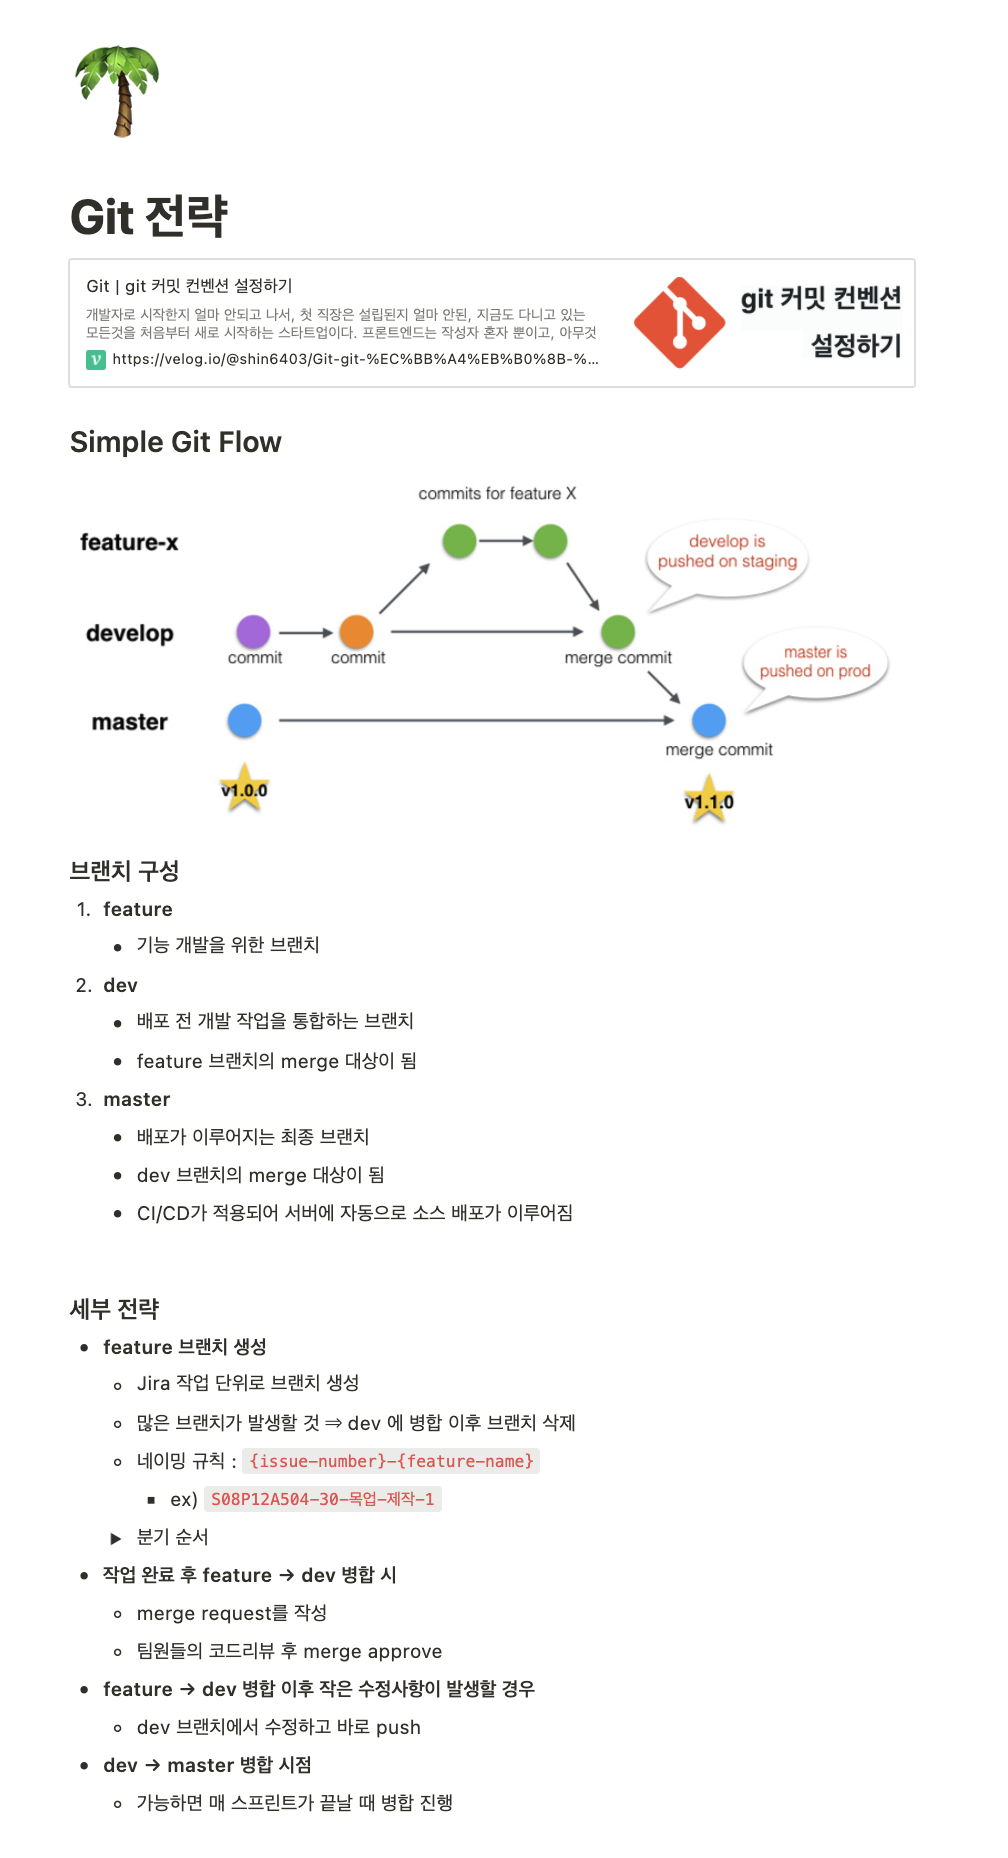 Git 전략
Git | git 커밋 컨벤션 설정하기
개발자로 시작한지 얼마 안되고 나서, 첫 직장은 설립된지 얼마 안된, 지금도 다니고 있는
모든것을 처음부터 새로 시작하는 스타트업이다. 프론트엔드는 작성자 혼자 뿐이고, 아무것
https://velog.io/@shin6403/Git-git-%EC%BB%A4%EB%B0%8B-%...
git 커밋 컨벤션
설정하기
Simple Git Flow
commits for feature X
feature-x
develop is
pushed on staging
develop
commit
commit
merge commit
master is
pushed on prod
master
merge commit
v1.0.0
v1.1.0
브랜치 구성
1. feature
• 기능 개발을 위한 브랜치
2. dev
• 배포 전 개발 작업을 통합하는 브랜치
• feature 브랜치의 merge 대상이 됨
3. master
• 배포가 이루어지는 최종 브랜치
• dev 브랜치의 merge 대상이 됨
• CI/CD가 적용되어 서버에 자동으로 소스 배포가 이루어짐
세부 전략
• feature 브랜치 생성
◦ Jira 작업 단위로 브랜치 생성
◦ 많은 브랜치가 발생할 것 ⇒ dev 에 병합 이후 브랜치 삭제
◦ 네이밍 규칙 : {issue-number}-{feature-name}
▪ ex) S08P12A504-30-목업-제작-1
▶ 분기 순서
• 작업 완료 후 feature → dev 병합 시
◦ merge request를 작성
◦ 팀원들의 코드리뷰 후 merge approve
• feature → dev 병합 이후 작은 수정사항이 발생할 경우
◦ dev 브랜치에서 수정하고 바로 push
• dev → master 병합 시점
◦ 가능하면 매 스프린트가 끝날 때 병합 진행